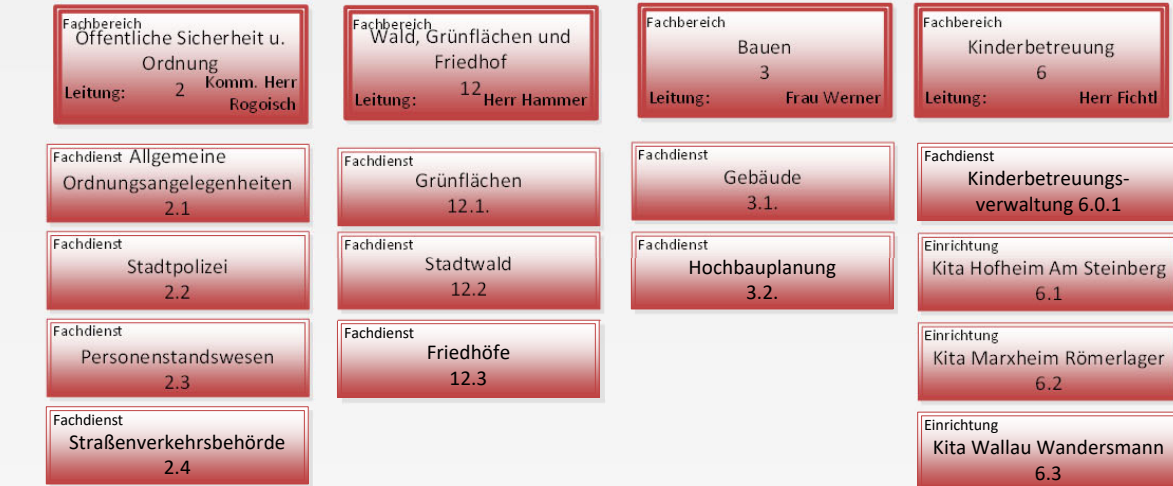 Fachbereich
Öffentliche Sicherheit u.
Ordnung
2
Leitung:
Komm. Herr
Rogoisch
Fachdienst Allgemeine
Ordnungsangelegenheiten
2.1
Fachdienst
Stadtpolizei
2.2
Fachdienst
Personenstandswesen
2.3
Fachdienst
Straßenverkehrsbehörde
2.4
Fachbereich
Wald, Grünflächen und
Friedhof
12
Leitung: Herr Hammer
Fachdienst
Grünflächen
12.1.
Fachdienst
Stadtwald
12.2
Fachdienst
Friedhöfe
12.3
Fachbereich
Bauen
3
Leitung: Frau Werner
Fachdienst
Gebäude
3.1.
Fachdienst
Hochbauplanung
3.2.
Fachbereich
Kinderbetreuung
6
Leitung: Herr Fichtl
Fachdienst
Kinderbetreuungs-
verwaltung 6.0.1
Einrichtung
Kita Hofheim Am Steinberg
6.1
Einrichtung
Kita Marxheim Römerlager
6.2
Einrichtung
Kita Wallau Wandersmann
6.3